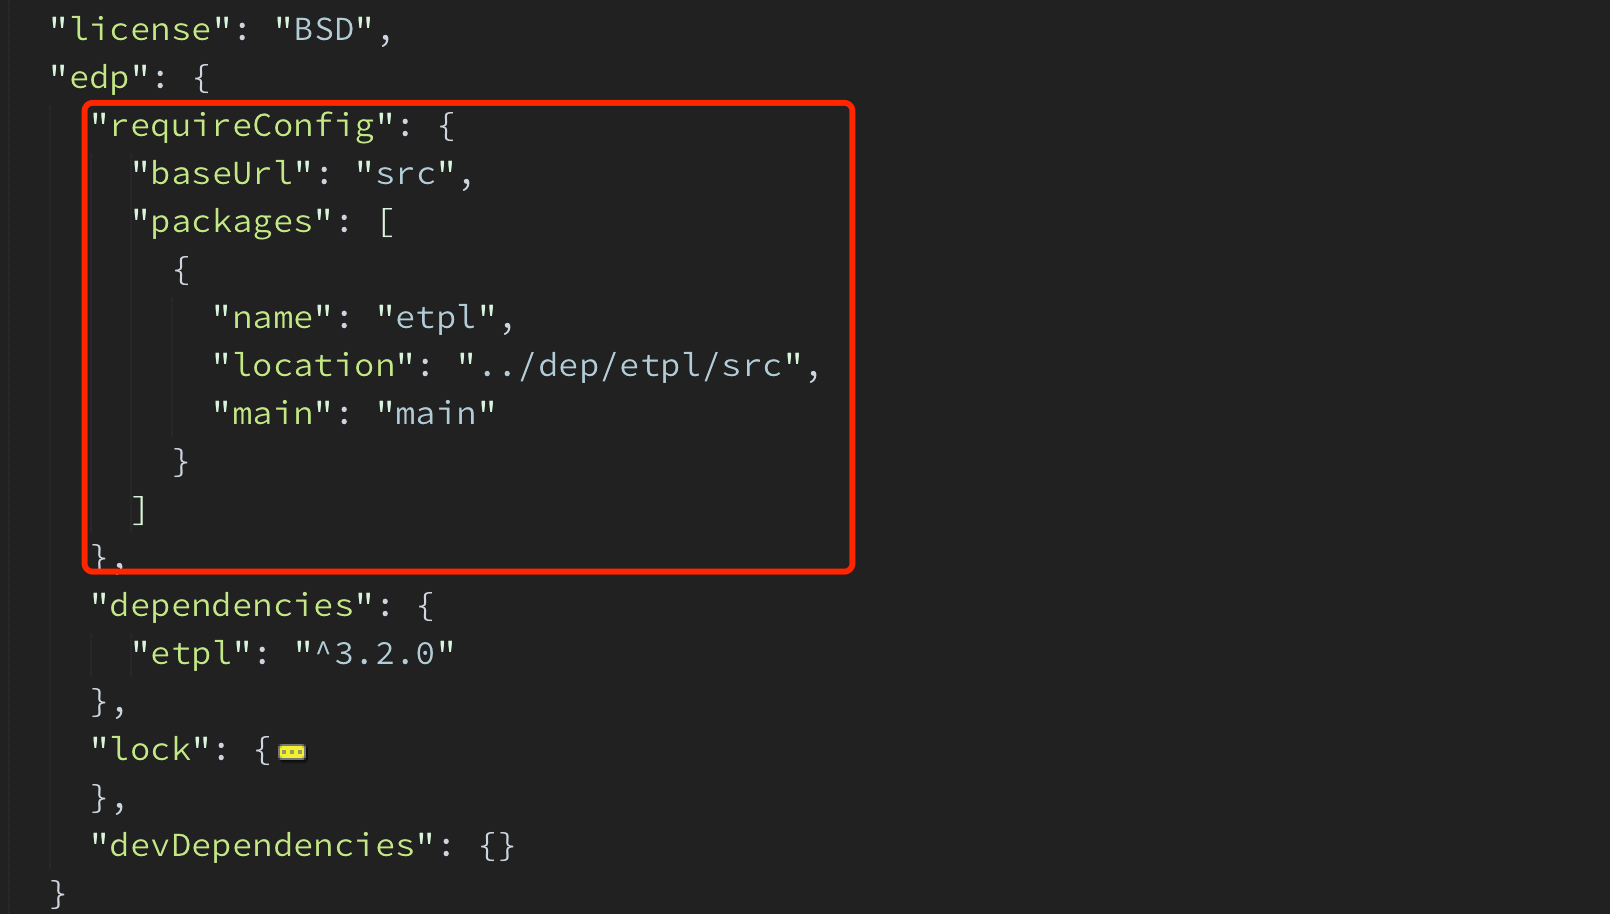 "license": "BSD",
"edp": {
"requireConfig": {
"baseUrl": "src",
"packages": [
{
"name": "etpl",
"location": "../dep/etpl/src",
"main": "main"
}
]
},
"dependencies": {
"etpl": "^3.2.0"
},
"lock": {
},
"devDependencies": {}
}